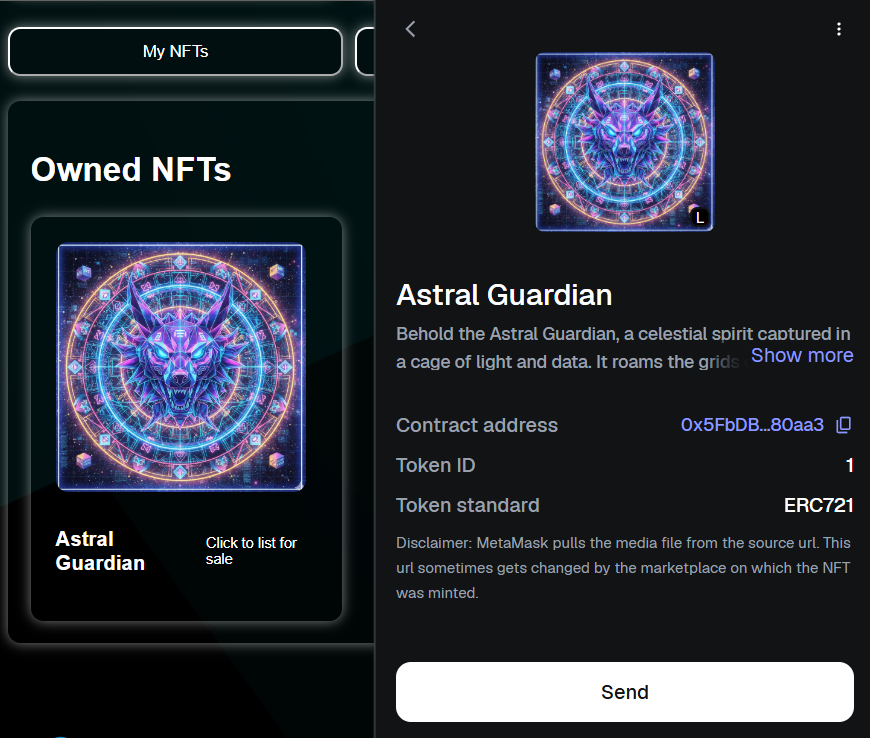 My NFTs
Owned NFTs
Astral
Guardian
Click to list for
sale
L
Astral Guardian
Behold the Astral Guardian, a celestial spirit captured in
a cage of light and data. It roams the grids
Show more
Contract address
0x5FbDB...80aa3
Token ID
1
Token standard
ERC721
Disclaimer: MetaMask pulls the media file from the source url. This
url sometimes gets changed by the marketplace on which the NFT
was minted.
Send